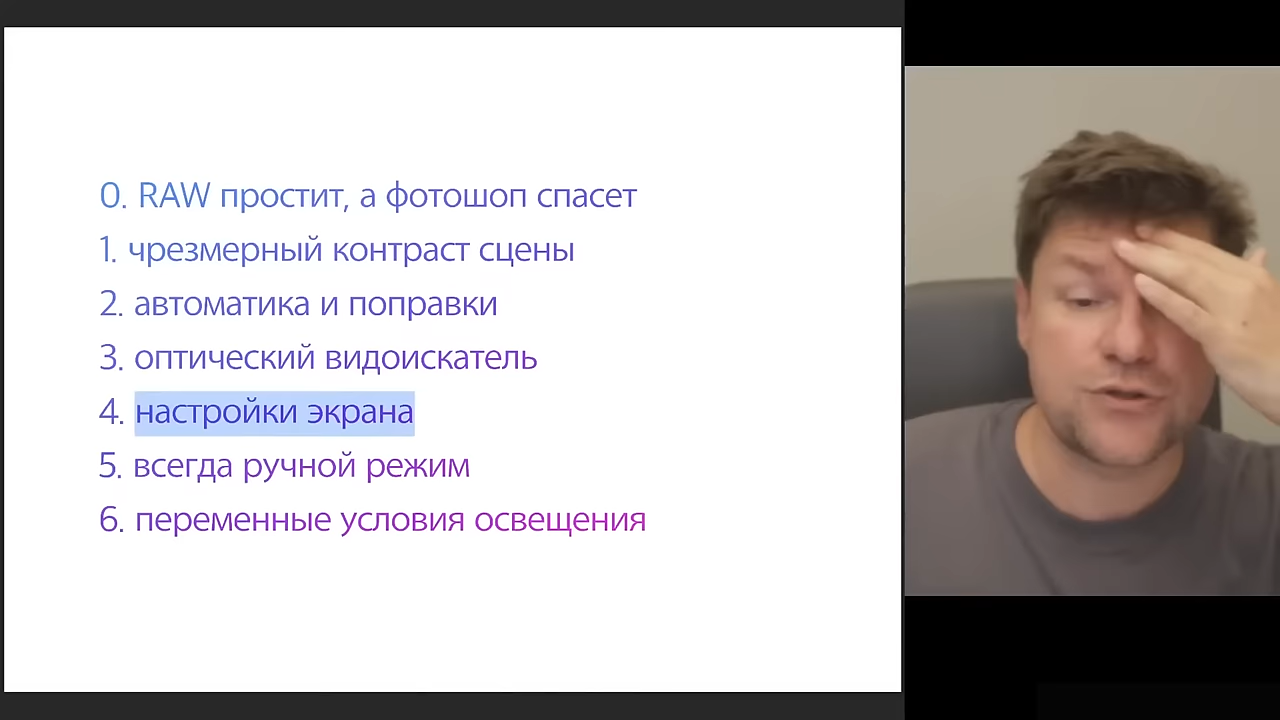 0. RAW простит, а фотошоп спасет
1. чрезмерный контраст сцены
2. автоматика и поправки
3. оптический видоискатель
4. настройки экрана
5. всегда ручной режим
6. переменные условия освещения